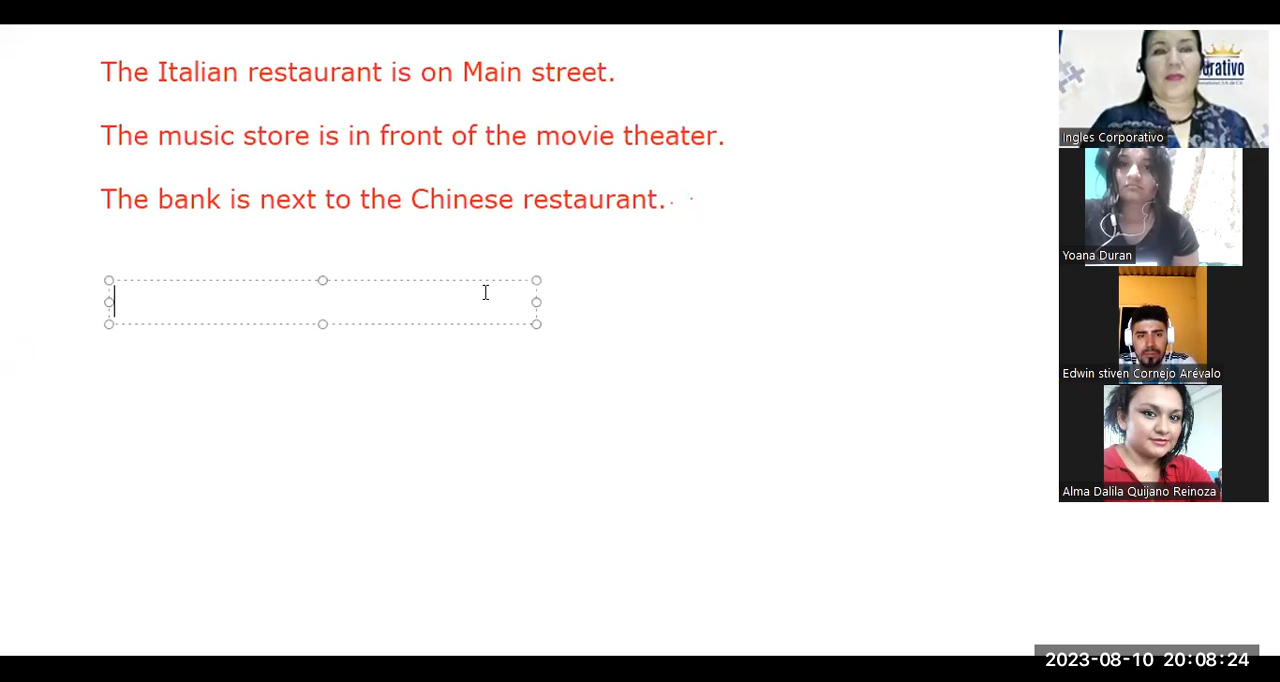 The Italian restaurant is on Main street.
The music store is in front of the movie theater.
The bank is next to the Chinese restaurant.
Ingles Corporativo
Yoana Duran
Edwin stiven Cornejo Arévalo
Alma Dalila Quijano Reinoza
2023-08-10 20:08:24